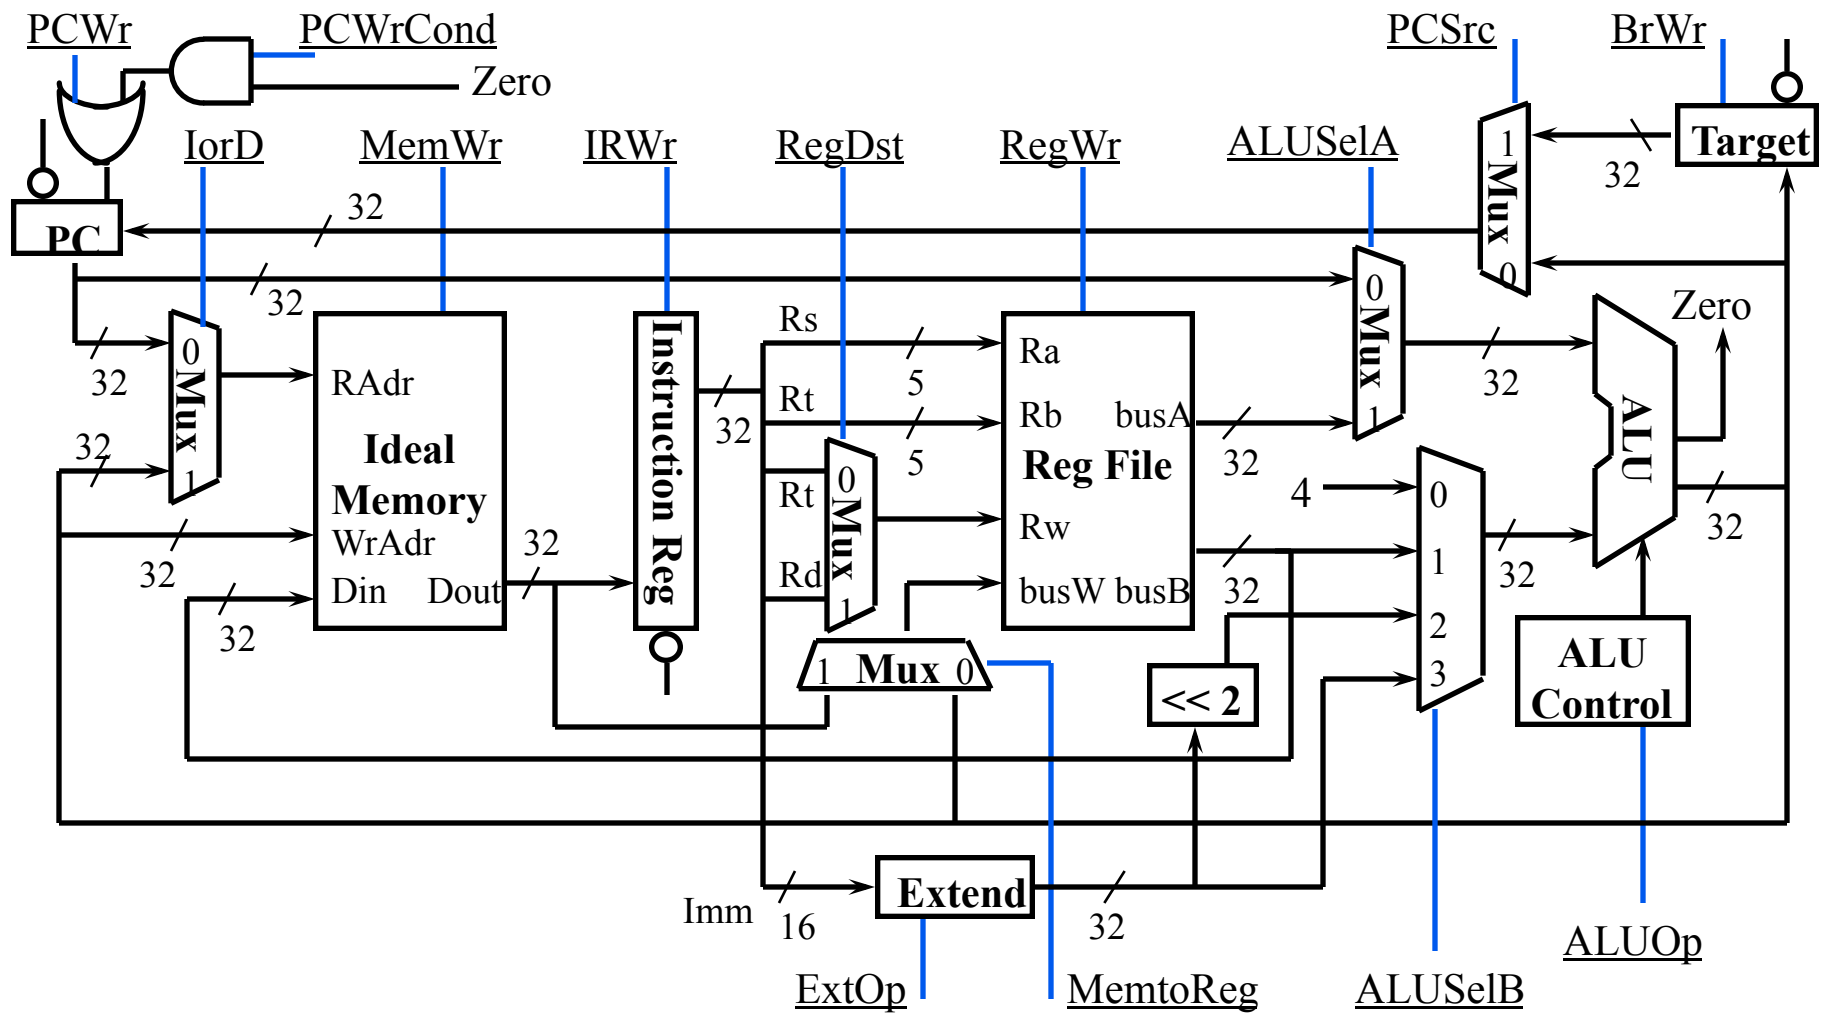 PCWr
PCWrCond
PCSrc
BrWr
Zero
IorD
MemWr
IRWr
RegDst
RegWr
ALUSelA
1
Mux
0
32
Target
32
PC
32
0
Mux
1
Zero
32
0
Mux
1
32
32
RAdr
Ideal
Memory
WrAdr
Din
Dout
32
32
32
Instruction Reg
32
Rs
5
Rt
5
Rt
Rd
0
Mux
1
Ra
Rb
busA
Reg File
Rw
busW
busB
32
32
4
0
1
2
3
32
32
ALU
32
1
Mux
0
<< 2
ALU
Control
Imm
16
Extend
32
ExtOp
MemtoReg
ALUSelB
ALUOp